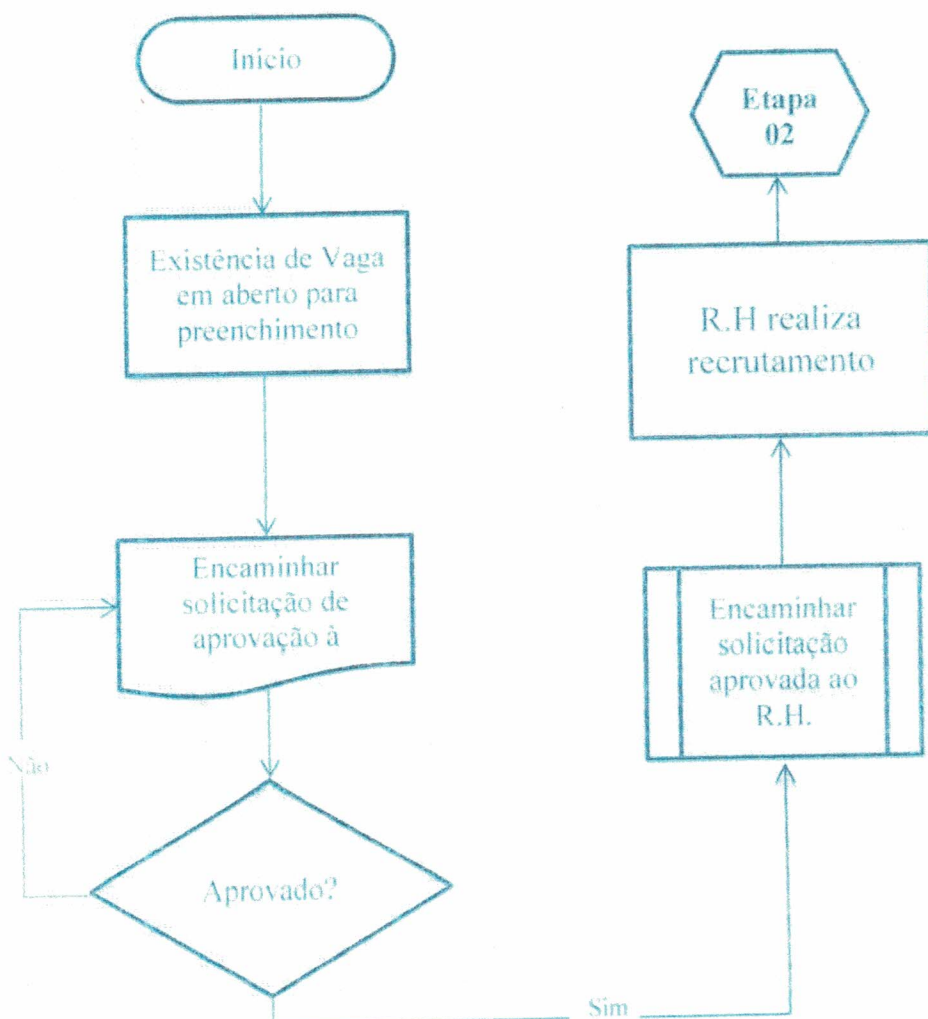 Início
Existência de Vaga
em aberto para
preenchimento
Encaminhar
solicitação de
aprovação à
Não
Aprovado?
Sim
Encaminhar
solicitação
aprovada ao
R.H.
R.H realiza
recrutamento
Etapa
02